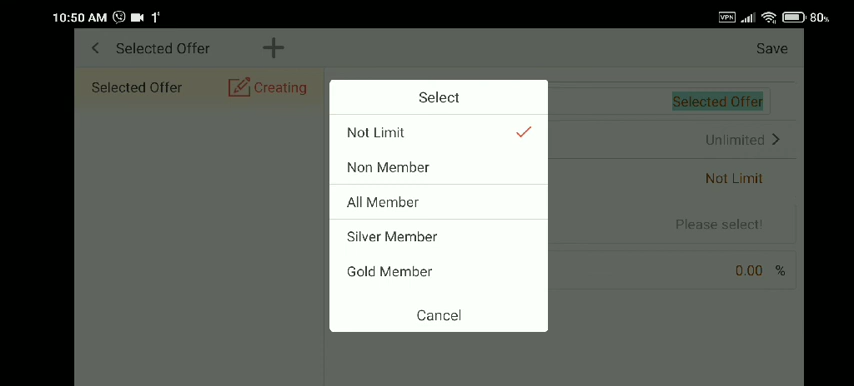 10:50 AM
VPN
80%
Selected Offer
Save
Selected Offer
Creating
Selected Offer
Unlimited
Not Limit
Please select!
0.00 %
Select
Not Limit
Non Member
All Member
Silver Member
Gold Member
Cancel